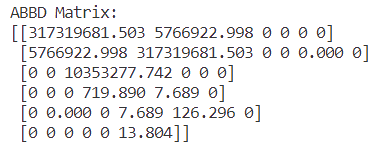 ABBD Matrix:
[[317319681.503 5766922.998 0 0 0 0]
[5766922.998 317319681.503 0 0 0.000 0]
[0 0 10353277.742 0 0 0]
[0 0 0 719.890 7.689 0]
[0 0.000 0 7.689 126.296 0]
[0 0 0 0 0 13.804]]